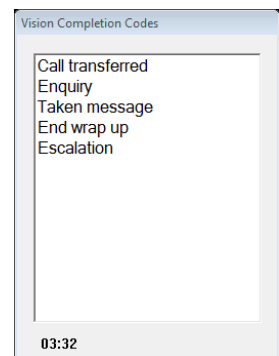 Vision Completion Codes
Call transferred
Enquiry
Taken message
End wrap up
Escalation
03:32